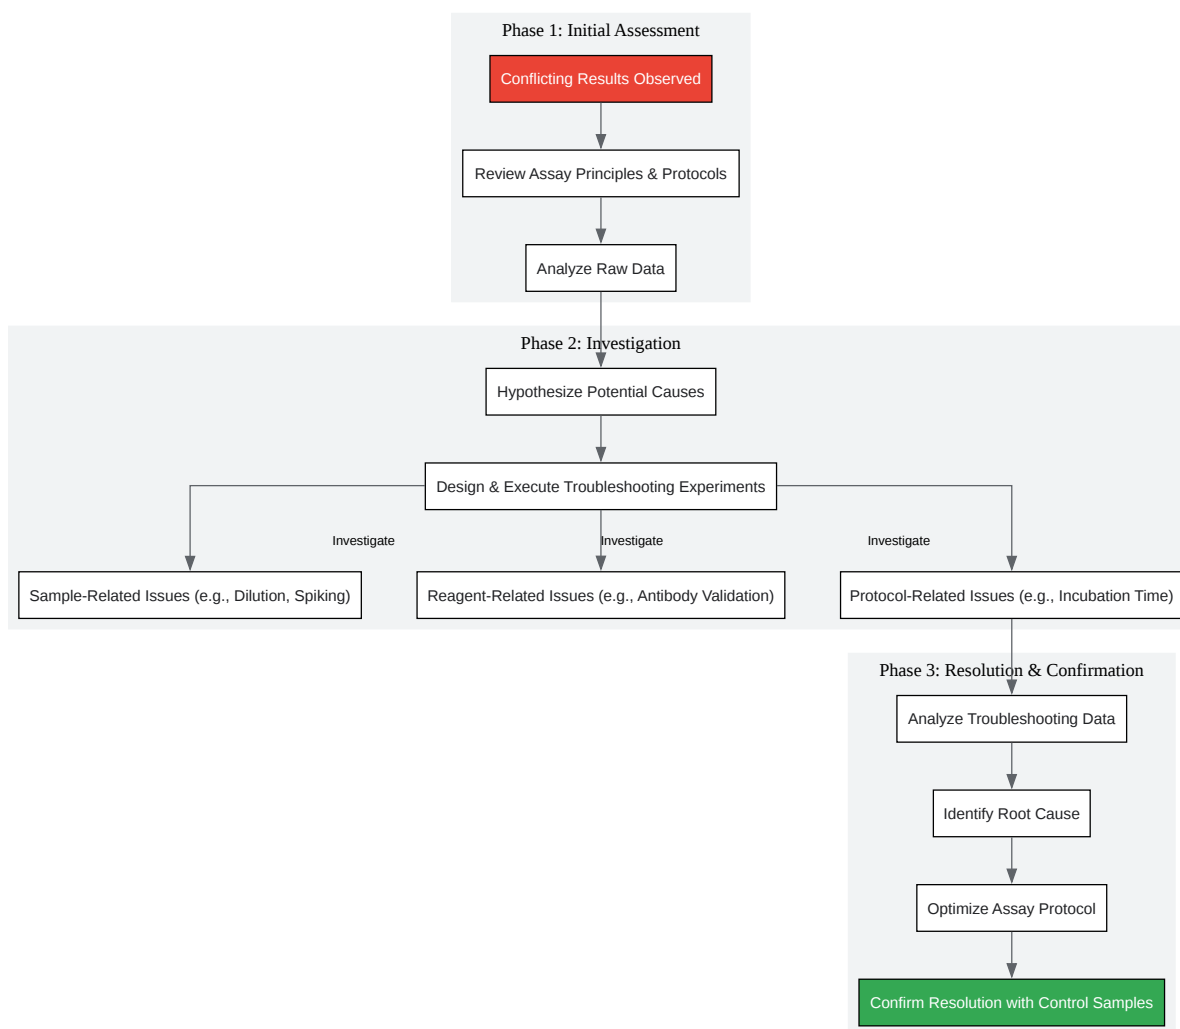 Phase 1: Initial Assessment
Conflicting Results Observed
Review Assay Principles & Protocols
Analyze Raw Data
Phase 2: Investigation
Hypothesize Potential Causes
Design & Execute Troubleshooting Experiments
Investigate
Investigate
Investigate
Sample-Related Issues (e.g., Dilution, Spiking)
Reagent-Related Issues (e.g., Antibody Validation)
Protocol-Related Issues (e.g., Incubation Time)
Phase 3: Resolution & Confirmation
Analyze Troubleshooting Data
Identify Root Cause
Optimize Assay Protocol
Confirm Resolution with Control Samples